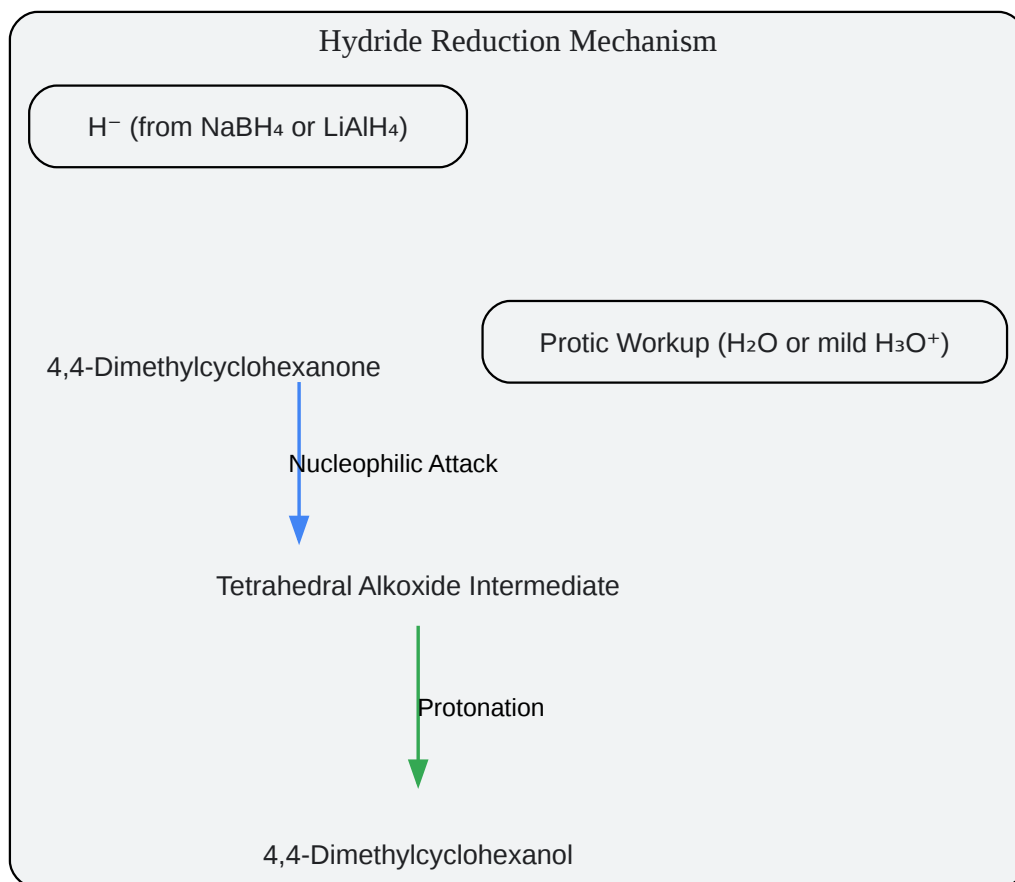 Hydride Reduction Mechanism
H⁻ (from NaBH₄ or LiAlH₄)
Protic Workup (H₂O or mild H₃O⁺)
4,4-Dimethylcyclohexanone
Nucleophilic Attack
Tetrahedral Alkoxide Intermediate
Protonation
4,4-Dimethylcyclohexanol